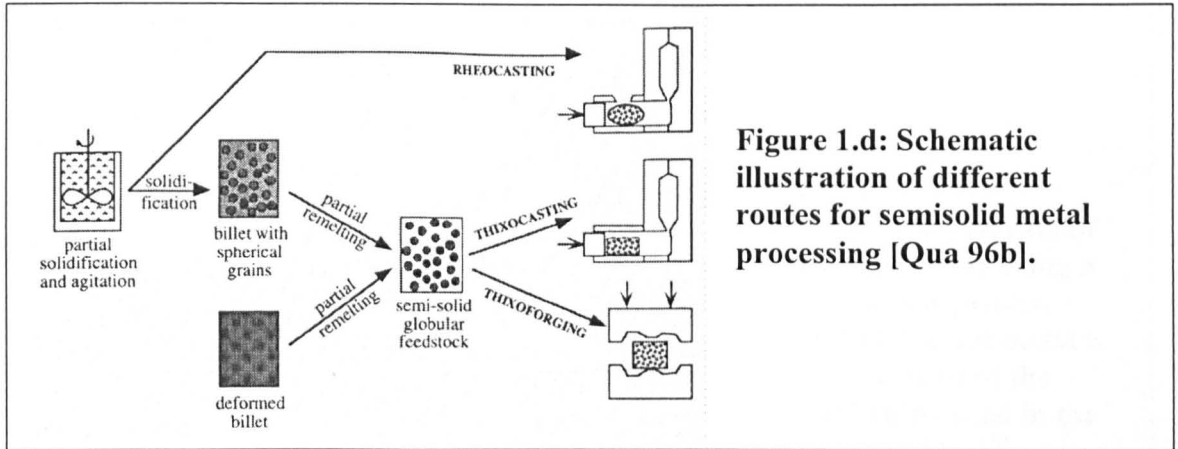 RHEOCASTING
solidi-
fication
partial
solidification
and agitation
billet with
spherical
grains
partial
remelting
partial
remelting
deformed
billet
semi-solid
globular
feedstock
THIXOCASTING
THIXOFORGING
Figure 1.d: Schematic
illustration of different
routes for semisolid metal
processing [Qua 96b].